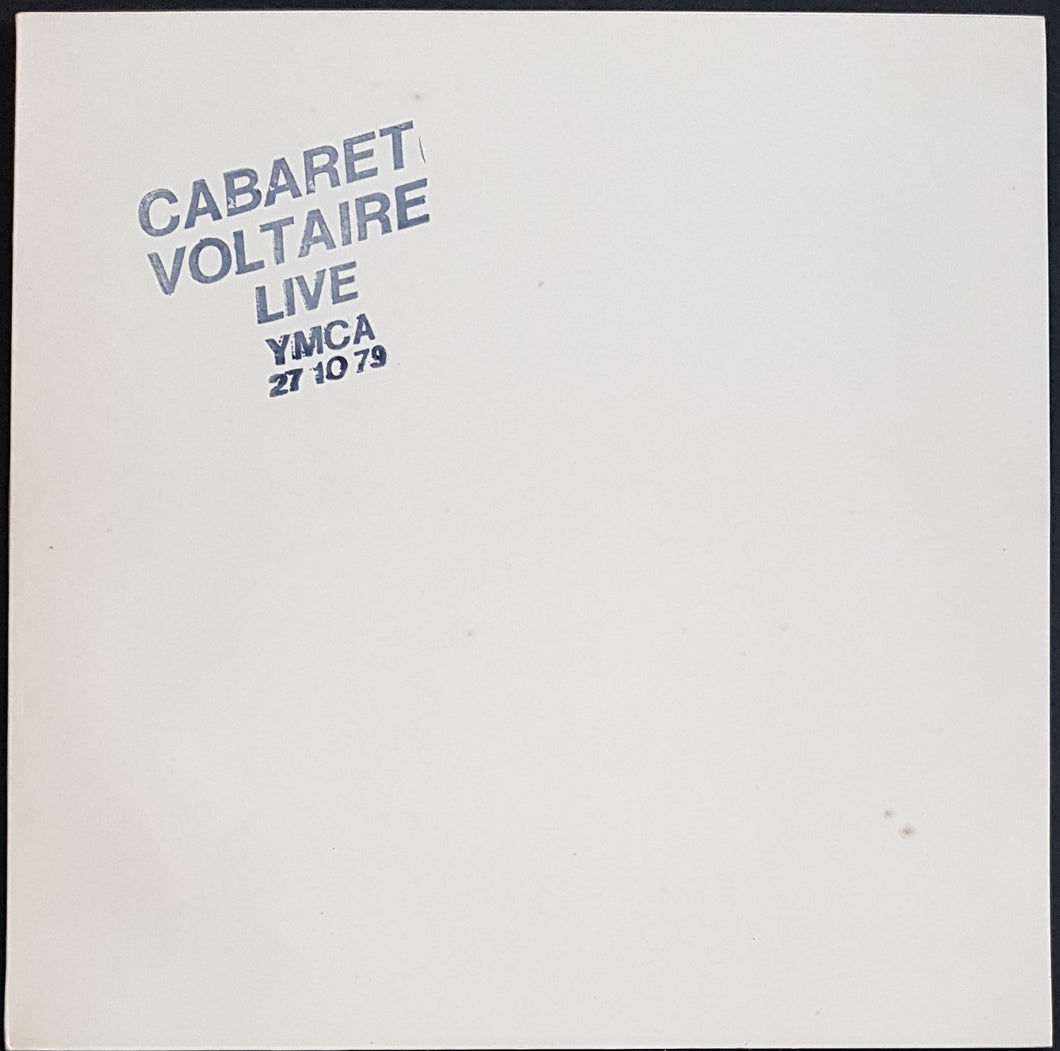 CABARET
VOLTAIRE
LIVE
YMCA
27 10 79